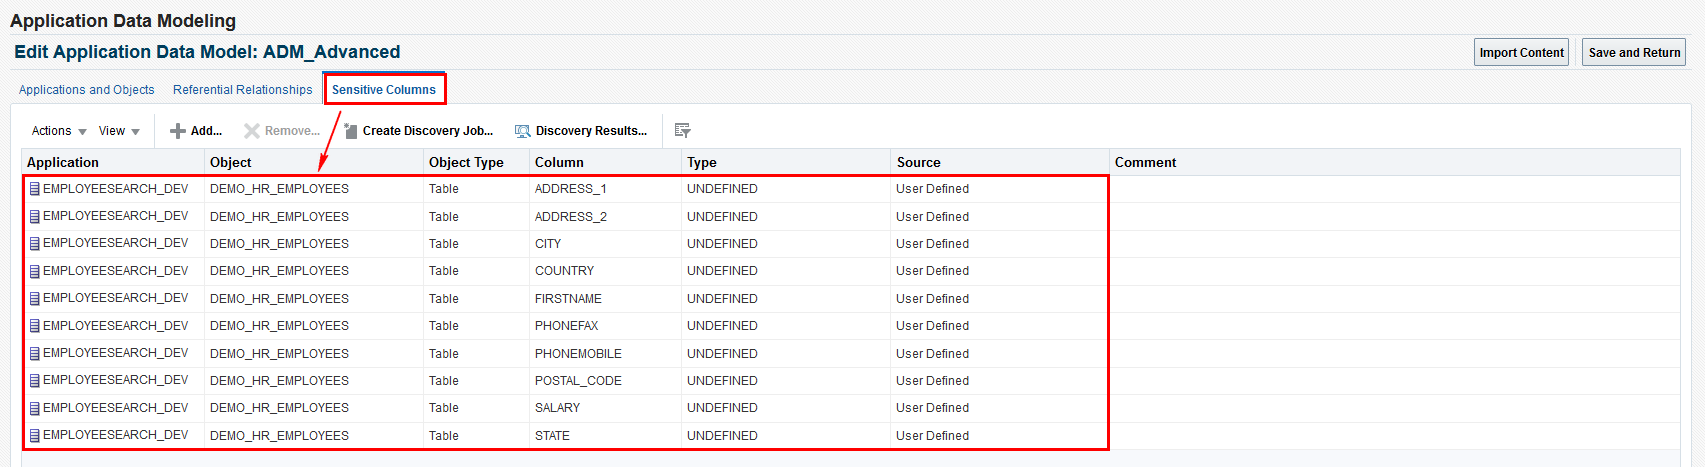 Application Data Modeling
Edit Application Data Model: ADM_Advanced
Import Content
Save and Return
Applications and Objects Referential Relationships Sensitive Columns
Actions View Add... Remove... Create Discovery Job... Discovery Results...
Application Object Object Type Column Type Source Comment
EMPLOYEESEARCH_DEV DEMO_HR_EMPLOYEES Table ADDRESS_1 UNDEFINED User Defined
EMPLOYEESEARCH_DEV DEMO_HR_EMPLOYEES Table ADDRESS_2 UNDEFINED User Defined
EMPLOYEESEARCH_DEV DEMO_HR_EMPLOYEES Table CITY UNDEFINED User Defined
EMPLOYEESEARCH_DEV DEMO_HR_EMPLOYEES Table COUNTRY UNDEFINED User Defined
EMPLOYEESEARCH_DEV DEMO_HR_EMPLOYEES Table FIRSTNAME UNDEFINED User Defined
EMPLOYEESEARCH_DEV DEMO_HR_EMPLOYEES Table PHONEFAX UNDEFINED User Defined
EMPLOYEESEARCH_DEV DEMO_HR_EMPLOYEES Table PHONEMOBILE UNDEFINED User Defined
EMPLOYEESEARCH_DEV DEMO_HR_EMPLOYEES Table POSTAL_CODE UNDEFINED User Defined
EMPLOYEESEARCH_DEV DEMO_HR_EMPLOYEES Table SALARY UNDEFINED User Defined
EMPLOYEESEARCH_DEV DEMO_HR_EMPLOYEES Table STATE UNDEFINED User Defined